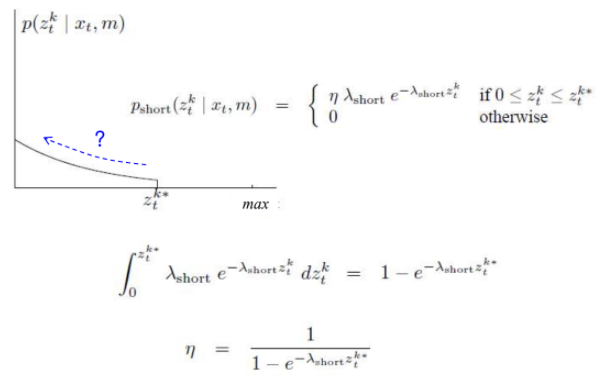 p(z_t^k | x_t, m)
p_short(z_t^k | x_t, m) = { η λ_short e^{-λ_short z_t^k} if 0 ≤ z_t^k ≤ z_t^{k*}
0 otherwise
?
z_t^{k*} max
∫_0^{z_t^{k*}} λ_short e^{-λ_short z_t^k} dz_t^k = 1 − e^{-λ_short z_t^{k*}}
η = 1 / (1 − e^{-λ_short z_t^{k*}})